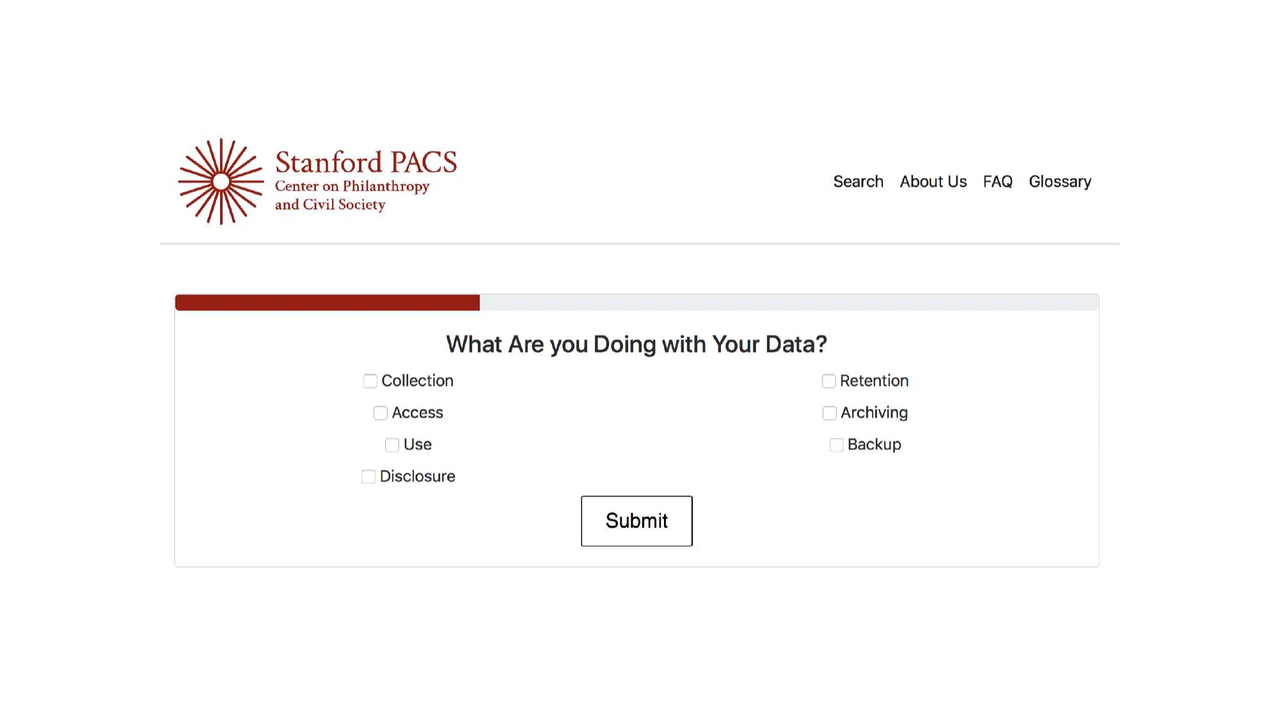 Stanford PACS
Center on Philanthropy
and Civil Society
Search About Us FAQ Glossary
What Are you Doing with Your Data?
Collection
Access
Use
Disclosure
Retention
Archiving
Backup
Submit